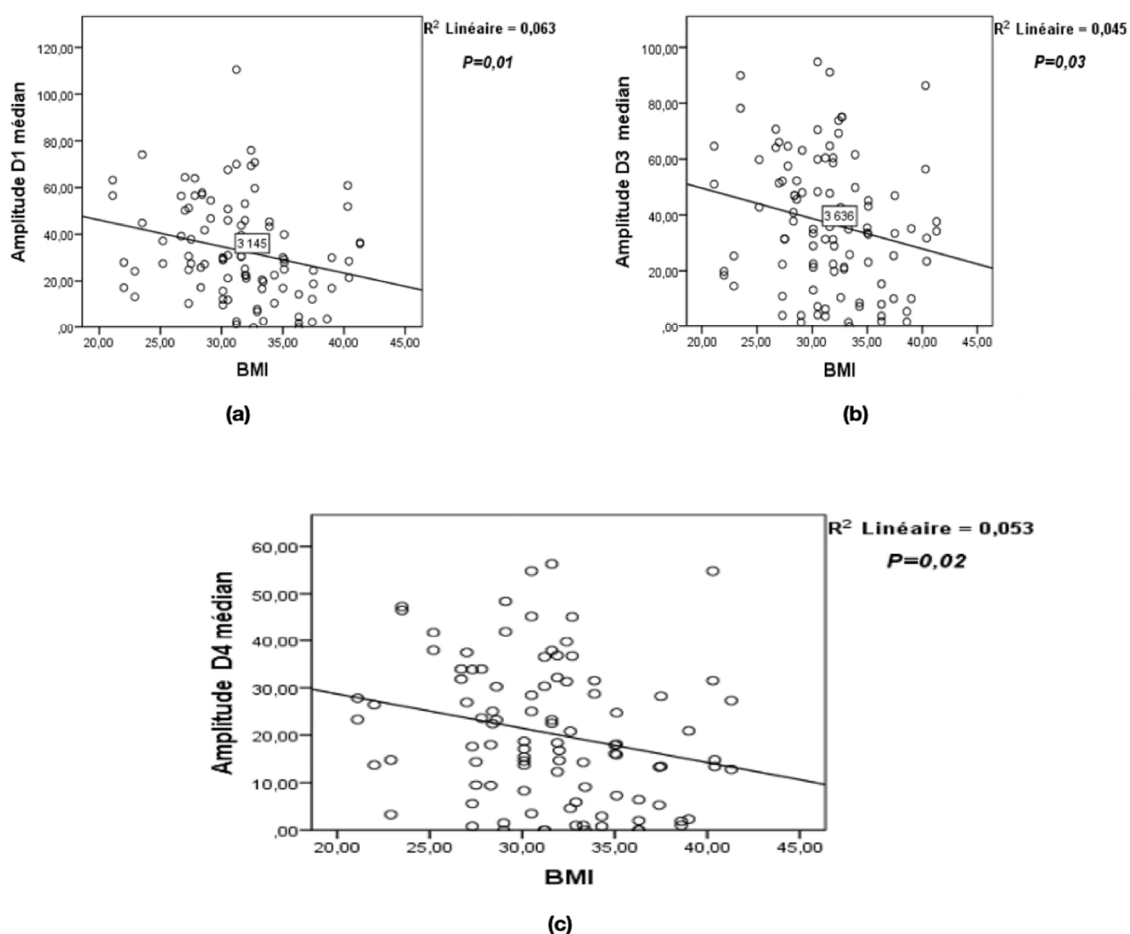 R² Linéaire = 0,063
P=0,01
Amplitude D1 médian
120,00
100,00
80,00
60,00
40,00
20,00
,00
3 145
20,00 25,00 30,00 35,00 40,00 45,00
BMI
(a)
R² Linéaire = 0,045
P=0,03
Amplitude D3 median
100,00
80,00
60,00
40,00
20,00
,00
3 636
20,00 25,00 30,00 35,00 40,00 45,00
BMI
(b)
R² Linéaire = 0,053
P=0,02
Amplitude D4 médian
60,00
50,00
40,00
30,00
20,00
10,00
,00
20,00 25,00 30,00 35,00 40,00 45,00
BMI
(c)